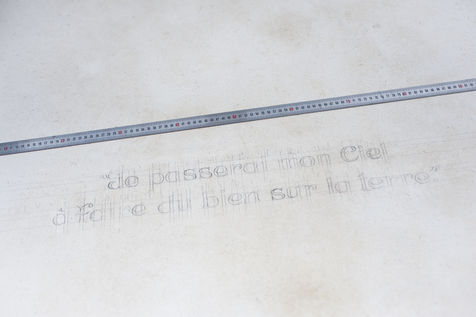 "Je passerai mon Ciel
à faire du bien sur la terre"